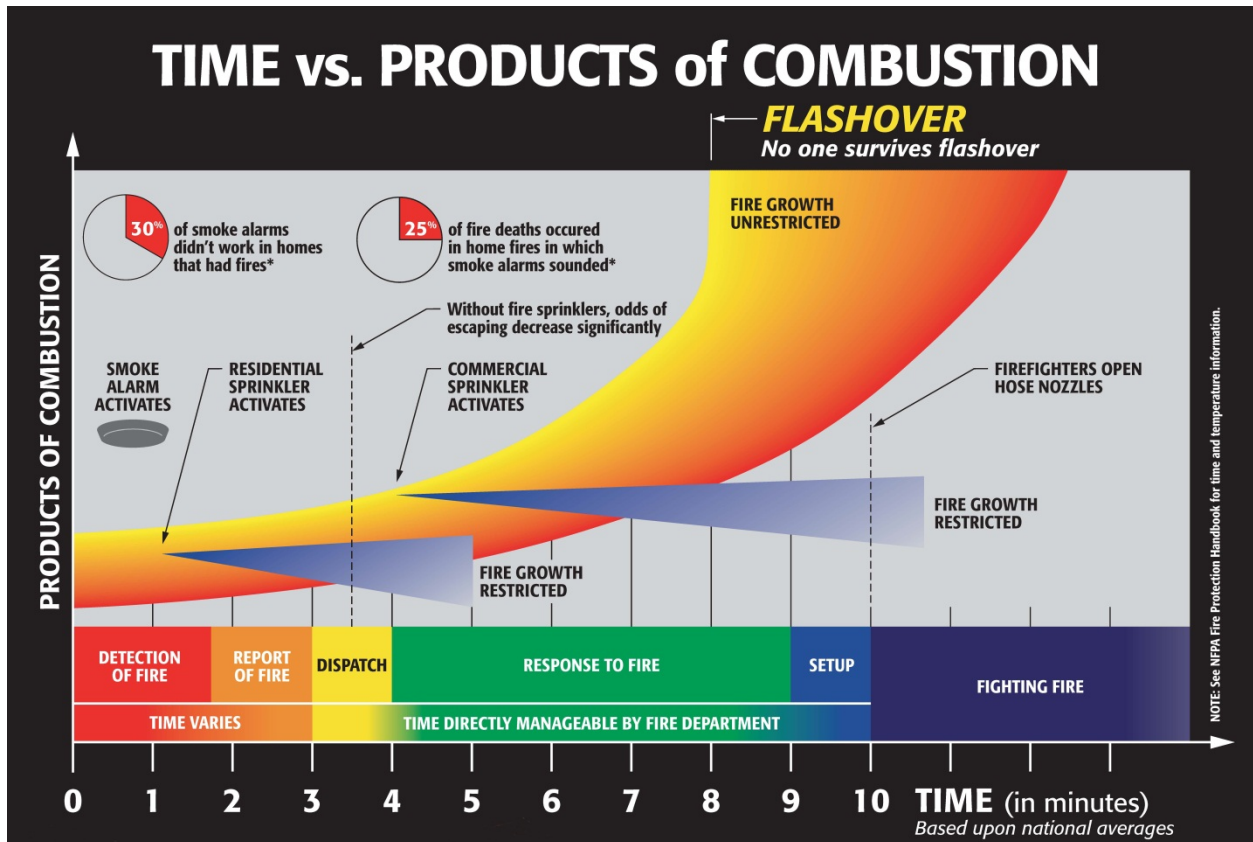 TIME vs. PRODUCTS of COMBUSTION
FLASHOVER
No one survives flashover
PRODUCTS OF COMBUSTION
30%
of smoke alarms
didn't work in homes
that had fires*
25%
of fire deaths occured
in home fires in which
smoke alarms sounded*
FIRE GROWTH
UNRESTRICTED
Without fire sprinklers, odds of
escaping decrease significantly
SMOKE
ALARM
ACTIVATES
RESIDENTIAL
SPRINKLER
ACTIVATES
COMMERCIAL
SPRINKLER
ACTIVATES
FIREFIGHTERS OPEN
HOSE NOZZLES
FIRE GROWTH
RESTRICTED
FIRE GROWTH
RESTRICTED
NOTE: See NFPA Fire Protection Handbook for time and temperature information.
DETECTION
OF FIRE
REPORT
OF FIRE
DISPATCH
RESPONSE TO FIRE
SETUP
FIGHTING FIRE
TIME VARIES
TIME DIRECTLY MANAGEABLE BY FIRE DEPARTMENT
0 1 2 3 4 5 6 7 8 9 10 TIME (in minutes)
Based upon national averages